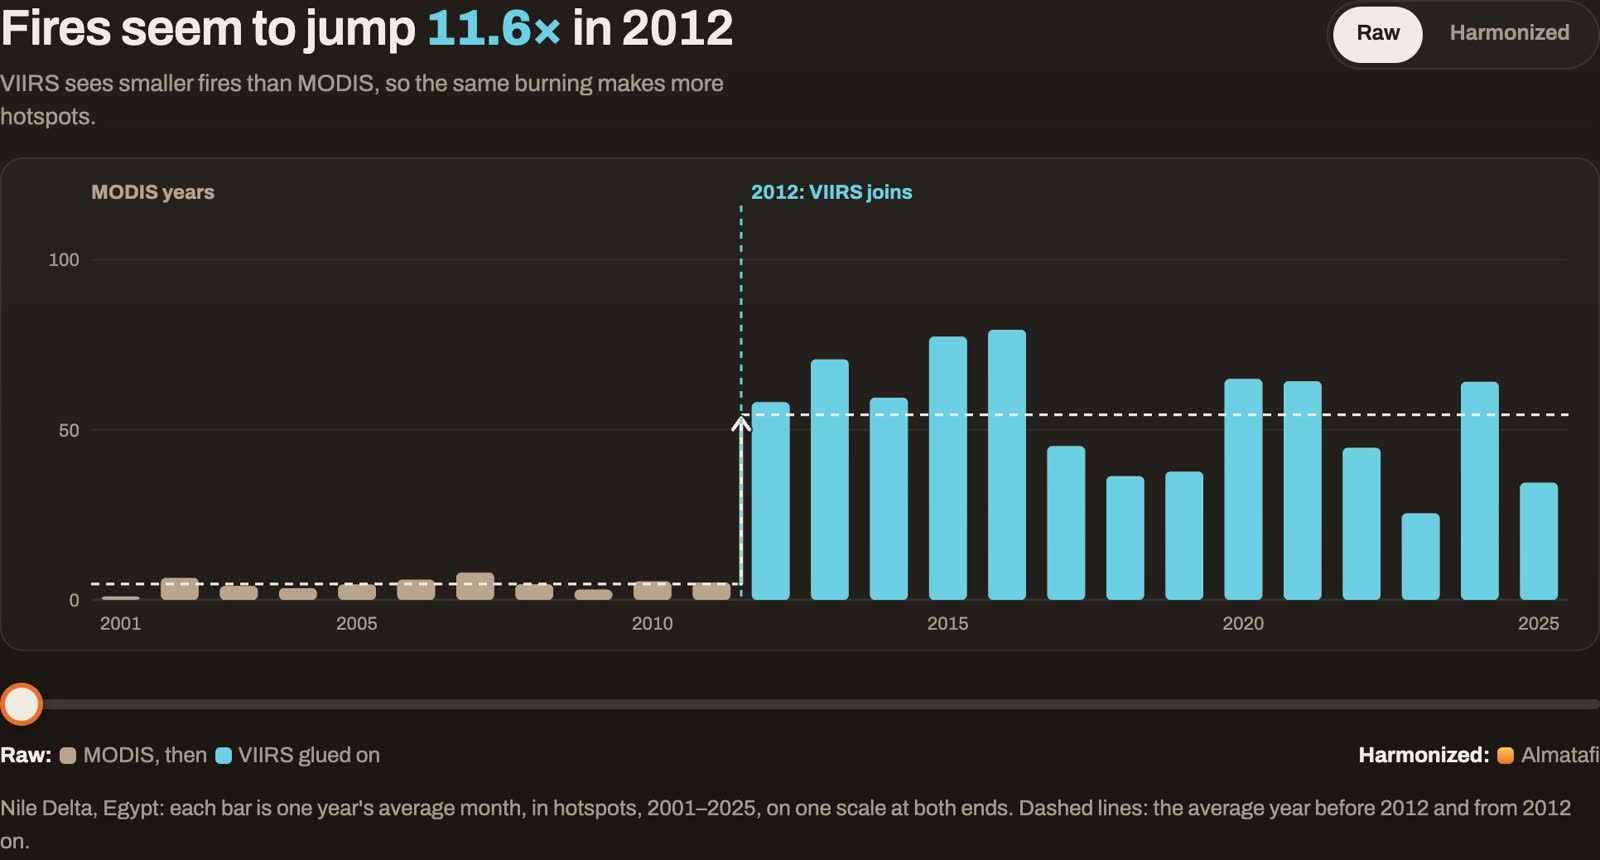 Fires seem to jump 11.6× in 2012
Raw
Harmonized
VIIRS sees smaller fires than MODIS, so the same burning makes more
hotspots.
MODIS years
2012: VIIRS joins
100
50
0
2001
2005
2010
2015
2020
2025
Raw: MODIS, then VIIRS glued on
Harmonized: Almatafi
Nile Delta, Egypt: each bar is one year's average month, in hotspots, 2001–2025, on one scale at both ends. Dashed lines: the average year before 2012 and from 2012
on.